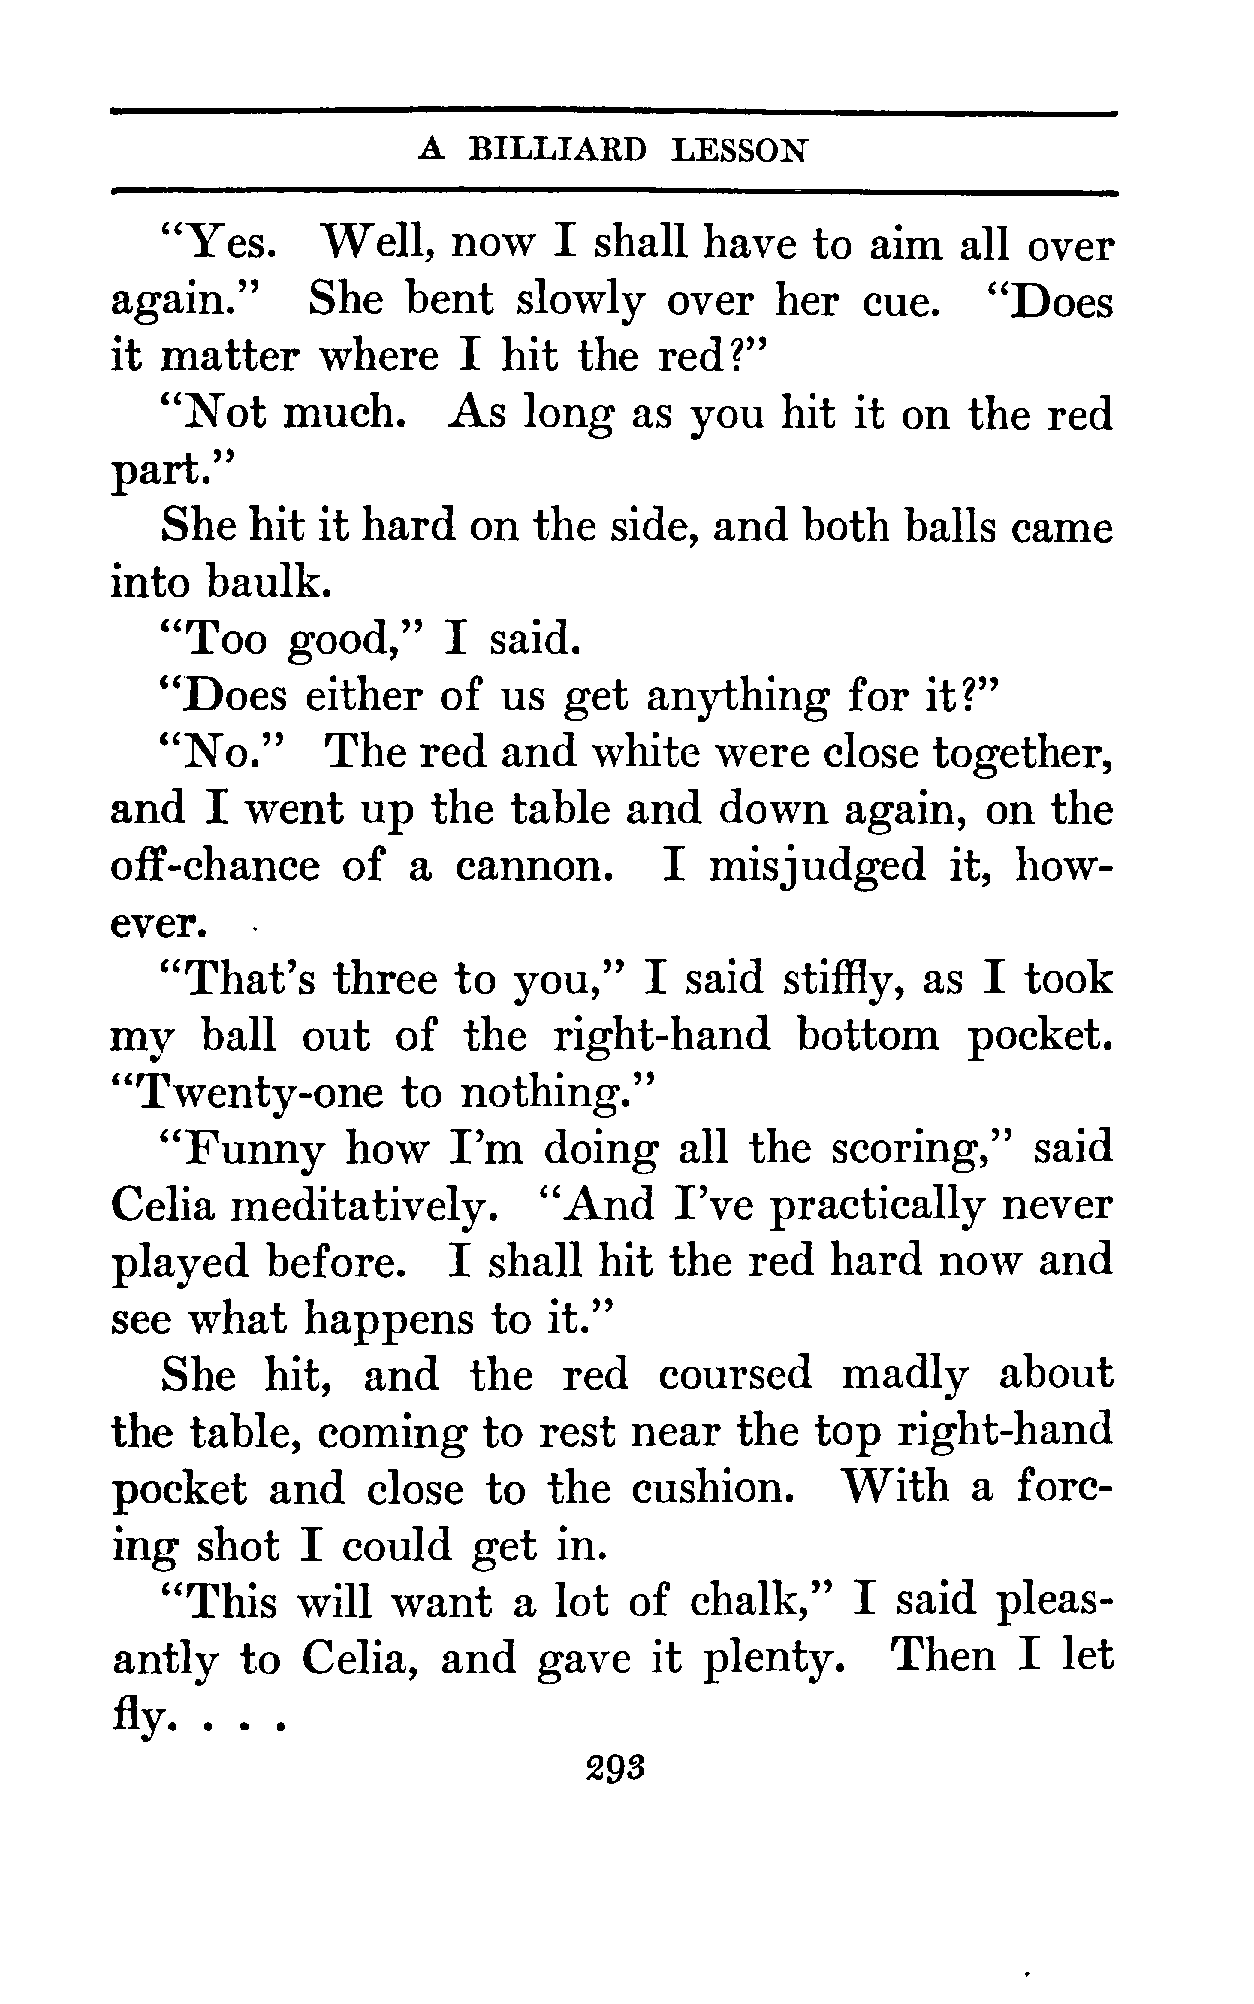 A BILLIARD LESSON
“Yes. Well, now I shall have to aim all over
again.” She bent slowly over her cue. “Does
it matter where I hit the red?”
“Not much. As long as you hit it on the red
part.”
She hit it hard on the side, and both balls came
into baulk.
“Too good,” I said.
“Does either of us get anything for it?”
“No.” The red and white were close together,
and I went up the table and down again, on the
off-chance of a cannon. I misjudged it, how-
ever.
“That’s three to you,” I said stiffly, as I took
my ball out of the right-hand bottom pocket.
“Twenty-one to nothing.”
“Funny how I’m doing all the scoring,” said
Celia meditatively. “And I’ve practically never
played before. I shall hit the red hard now and
see what happens to it.”
She hit, and the red coursed madly about
the table, coming to rest near the top right-hand
pocket and close to the cushion. With a forc-
ing shot I could get in.
“This will want a lot of chalk,” I said pleas-
antly to Celia, and gave it plenty. Then I let
fly. . . .
293